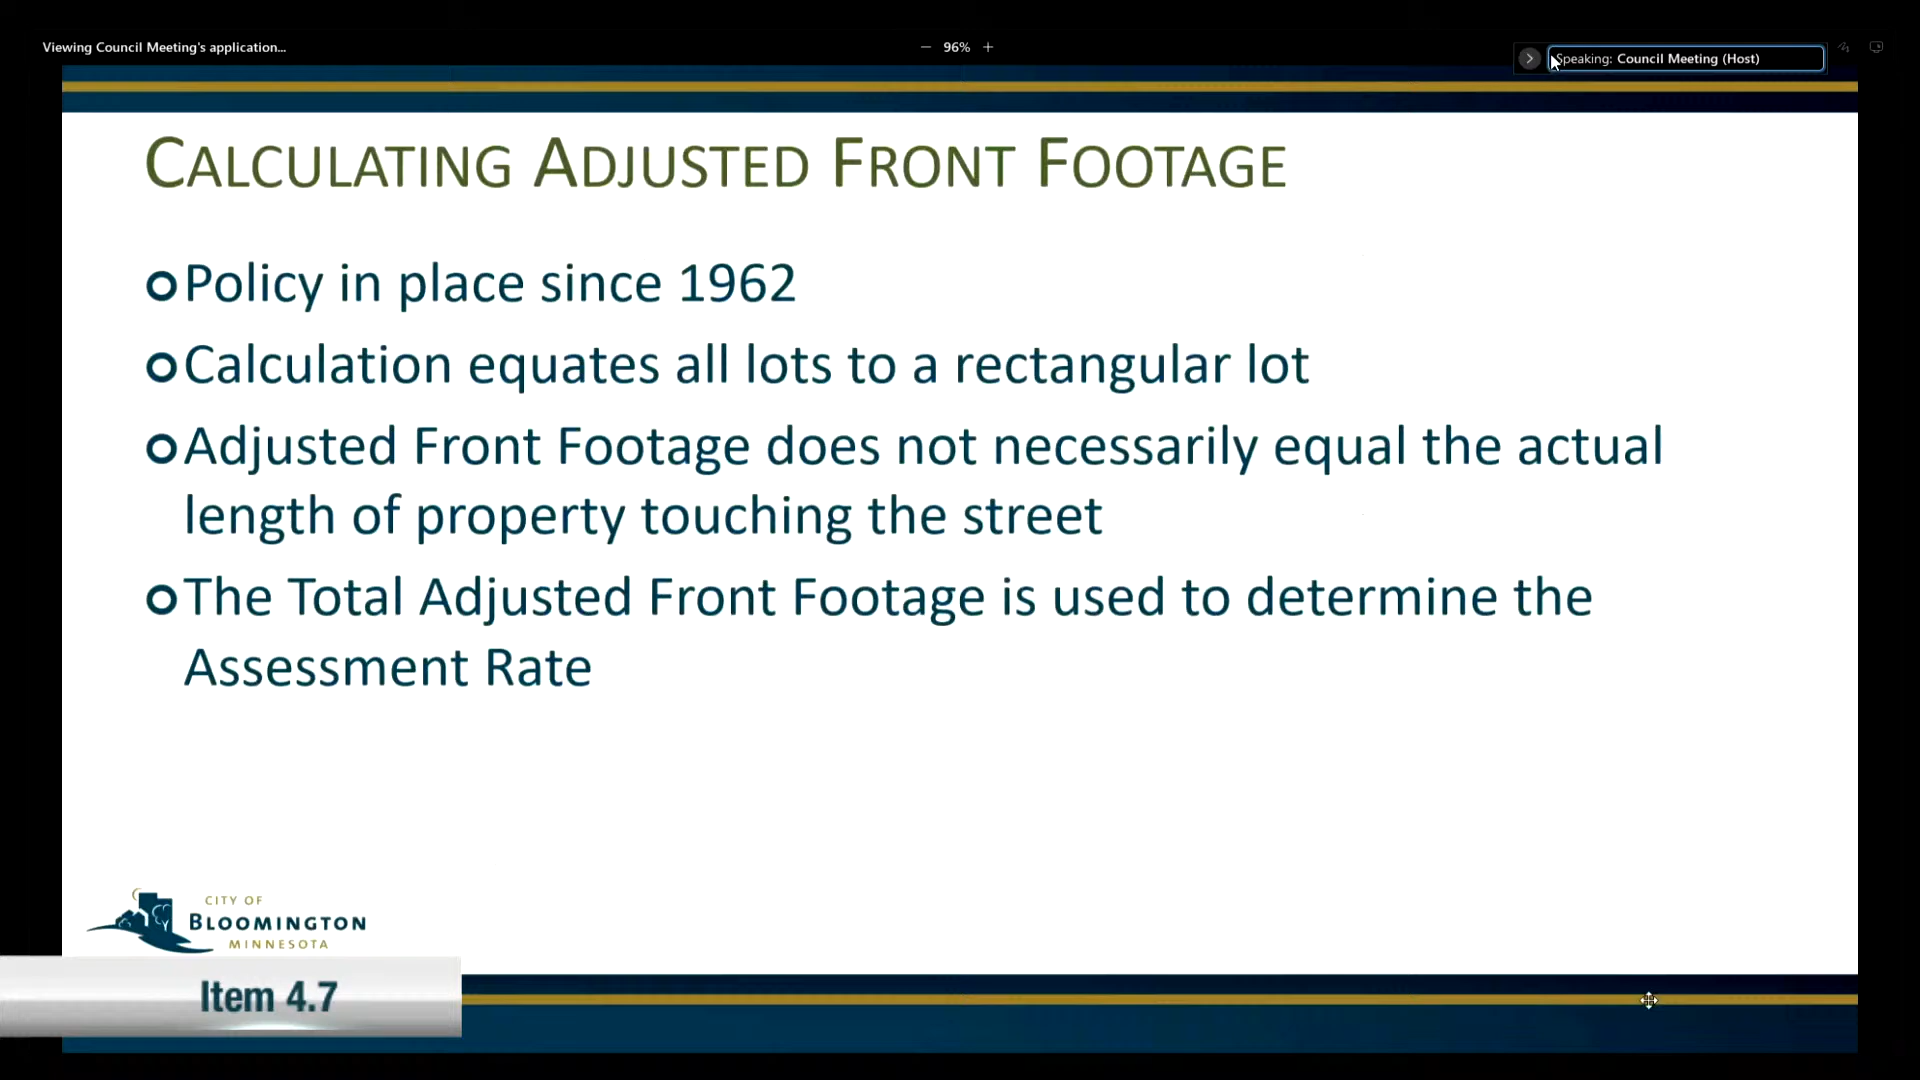 Viewing Council Meeting's application...
96%
Speaking: Council Meeting (Host)
CALCULATING ADJUSTED FRONT FOOTAGE
Policy in place since 1962
Calculation equates all lots to a rectangular lot
Adjusted Front Footage does not necessarily equal the actual
length of property touching the street
The Total Adjusted Front Footage is used to determine the
Assessment Rate
CITY OF
BLOOMINGTON
MINNESOTA
Item 4.7